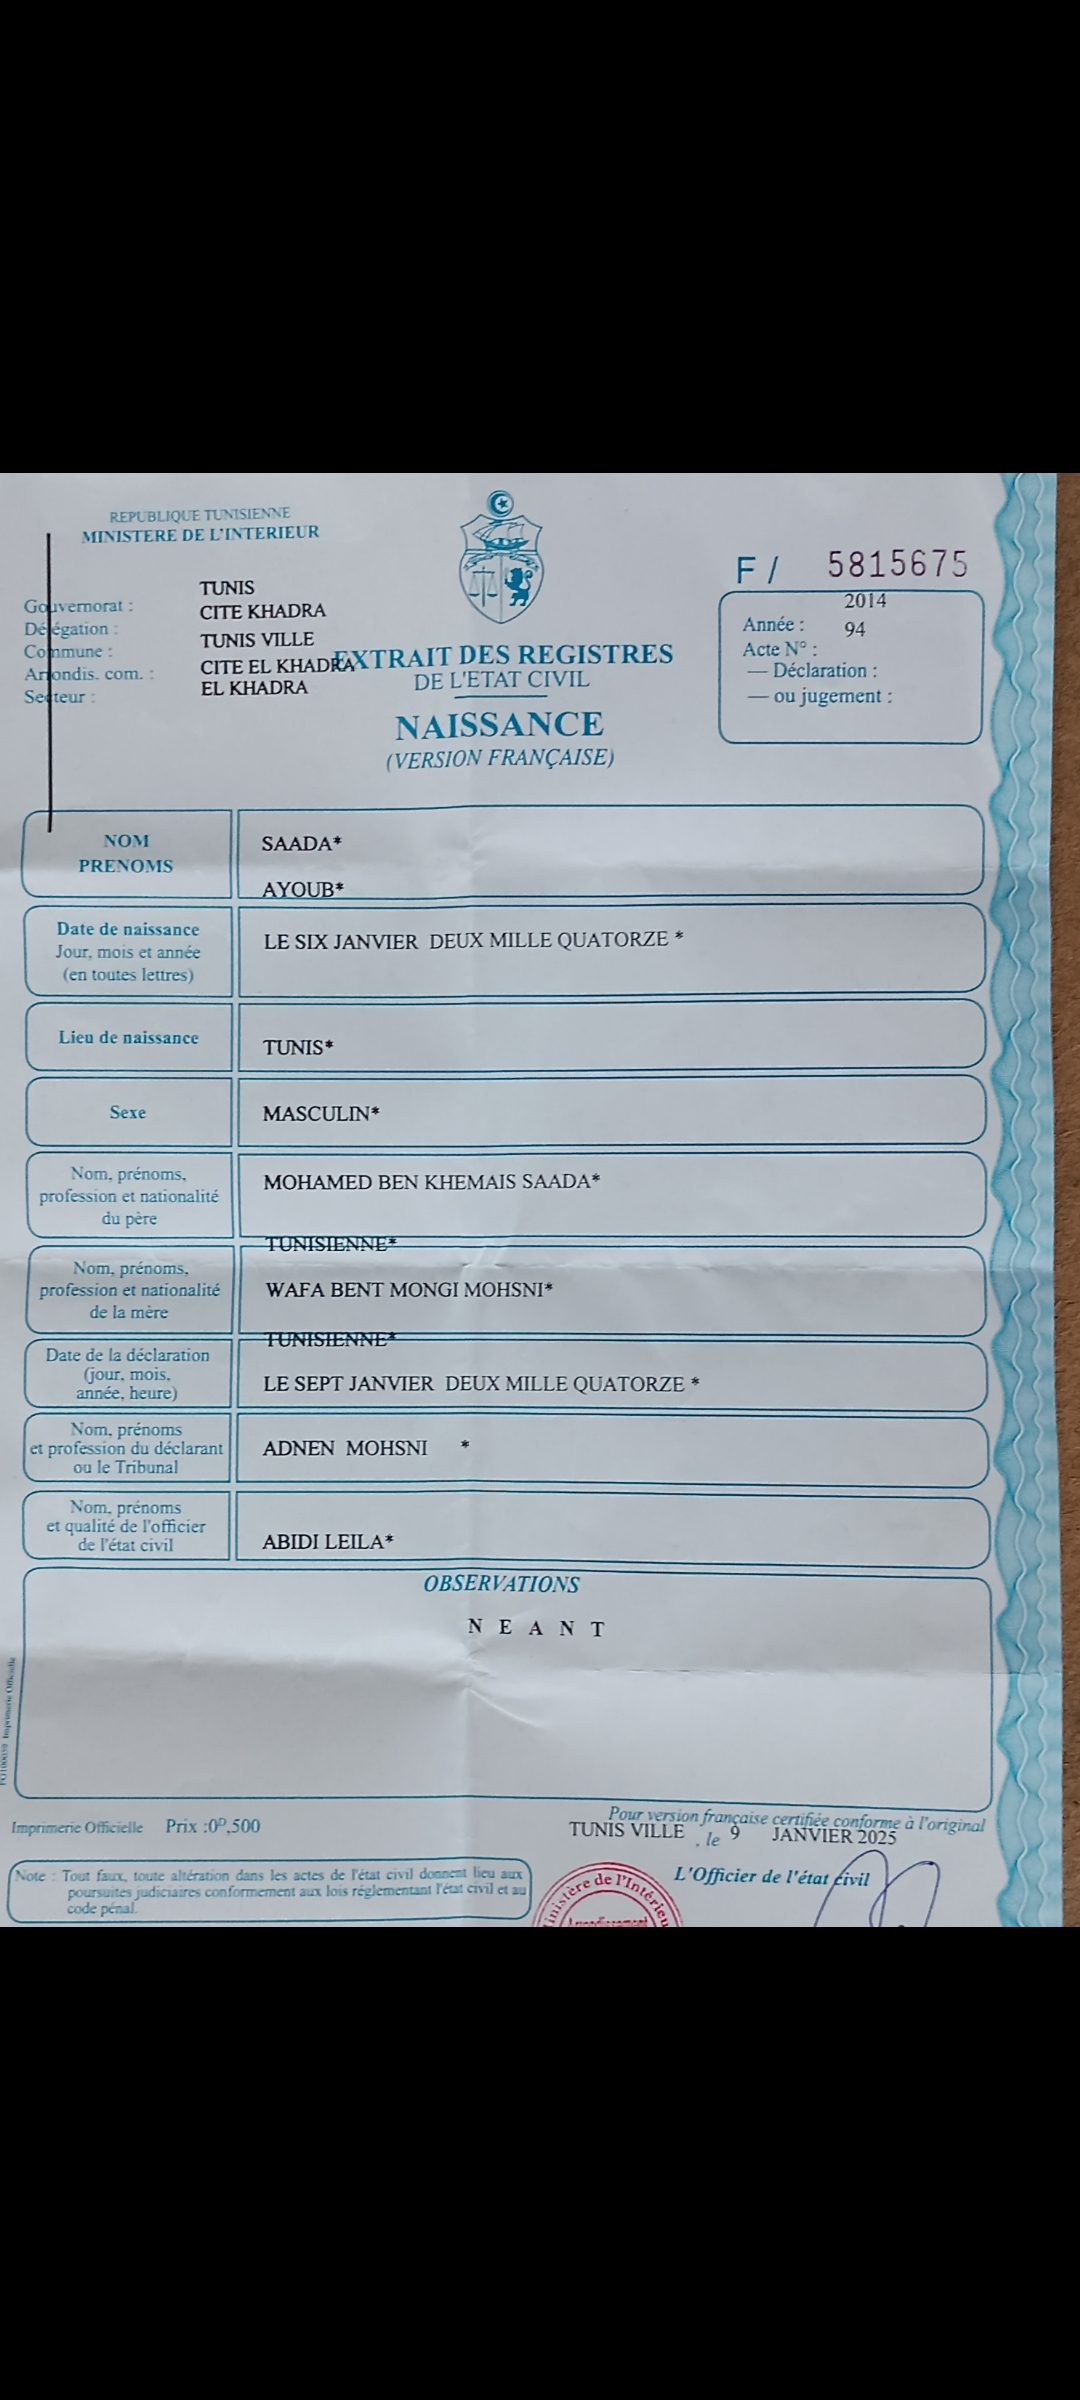 REPUBLIQUE TUNISIENNE
MINISTERE DE L'INTERIEUR
Gouvernorat : TUNIS
Délégation : CITE KHADRA
Commune : TUNIS VILLE
Arrondis. com. : CITE EL KHADRA
Secteur : EL KHADRA
EXTRAIT DES REGISTRES
DE L'ETAT CIVIL
NAISSANCE
(VERSION FRANÇAISE)
F / 5815675
Année : 2014
Acte N° : 94
— Déclaration :
— ou jugement :
NOM
PRENOMS
SAADA*
AYOUB*
Date de naissance
Jour, mois et année
(en toutes lettres)
LE SIX JANVIER DEUX MILLE QUATORZE *
Lieu de naissance
TUNIS*
Sexe
MASCULIN*
Nom, prénoms,
profession et nationalité
du père
MOHAMED BEN KHEMAIS SAADA*
TUNISIENNE*
Nom, prénoms,
profession et nationalité
de la mère
WAFA BENT MONGI MOHSNI*
TUNISIENNE*
Date de la déclaration
(jour, mois,
année, heure)
LE SEPT JANVIER DEUX MILLE QUATORZE *
Nom, prénoms
et profession du déclarant
ou le Tribunal
ADNEN MOHSNI *
Nom, prénoms
et qualité de l'officier
de l'état civil
ABIDI LEILA*
OBSERVATIONS
N E A N T
Imprimerie Officielle
Imprimerie Officielle Prix :0ᴰ,500
Pour version française certifiée conforme à l'original
TUNIS VILLE , le 9 JANVIER 2025
L'Officier de l'état civil
Note : Tout faux, toute altération dans les actes de l'état civil donnent lieu aux
poursuites judiciaires conformement aux lois réglementant l'état civil et au
code pénal.
Ministère de l'Intérieur
Arrondissement